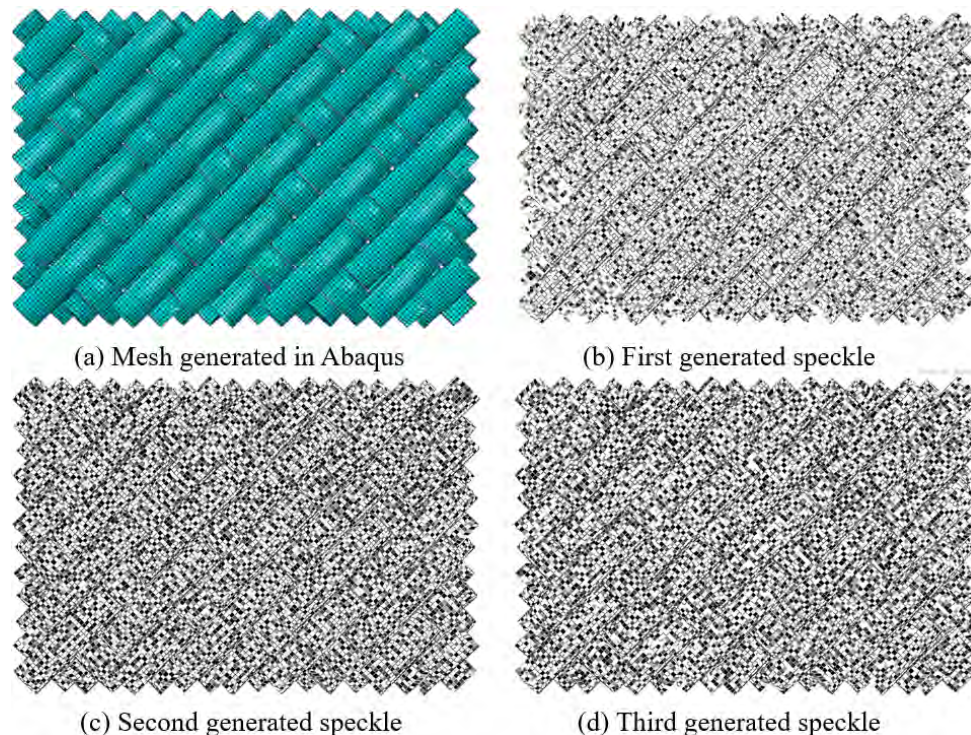 (a) Mesh generated in Abaqus
(b) First generated speckle
(c) Second generated speckle
(d) Third generated speckle